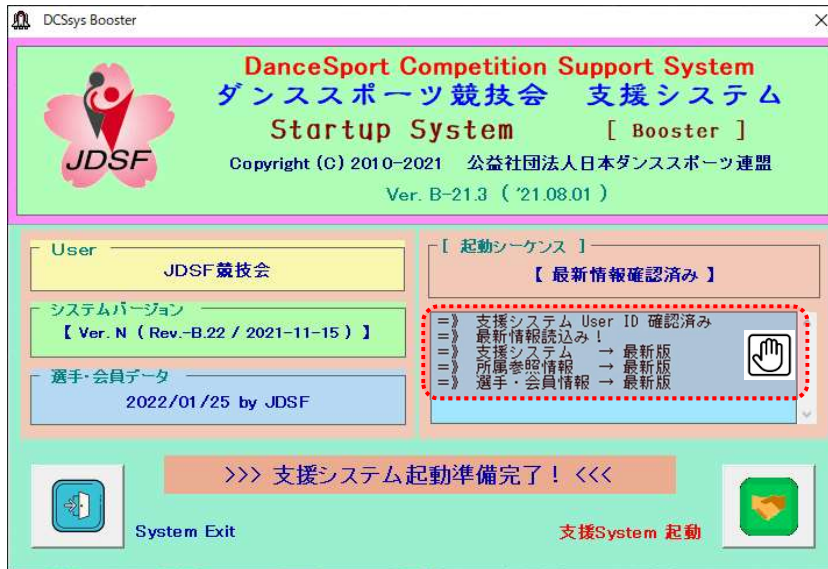 DCSsys Booster
DanceSport Competition Support System
ダンススポーツ競技会 支援システム
Startup System [ Booster ]
Copyright (C) 2010-2021 公益社団法人日本ダンススポーツ連盟
Ver. B-21.3 ( '21.08.01 )
JDSF
User
JDSF競技会
システムバージョン
【 Ver. N ( Rev.-B.22 / 2021-11-15 ) 】
選手・会員データ
2022/01/25 by JDSF
[ 起動シーケンス ]
【 最新情報確認済み 】
=》 支援システム User ID 確認済み
=》 最新情報読込み！
=》 支援システム → 最新版
=》 所属参照情報 → 最新版
=》 選手・会員情報 → 最新版
>>> 支援システム起動準備完了！ <<<
System Exit
支援System 起動